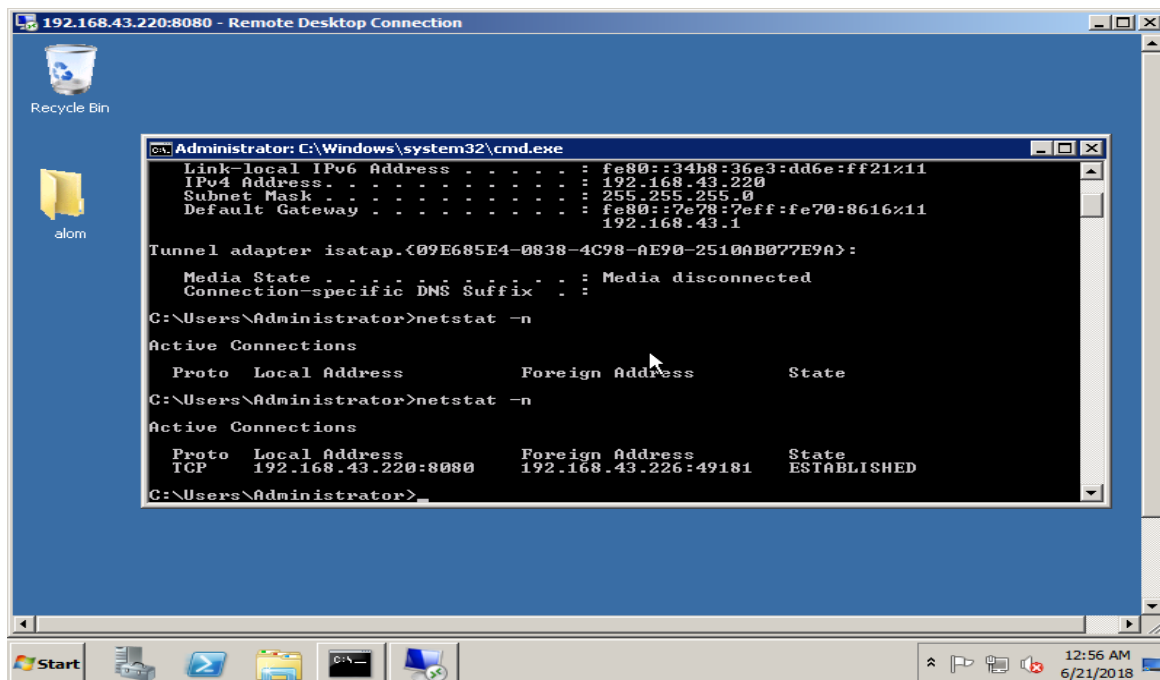 192.168.43.220:8080 - Remote Desktop Connection
Recycle Bin
alom
Administrator: C:\Windows\system32\cmd.exe
Link-local IPv6 Address . . . . . : fe80::34b8:36e3:dd6e:ff21%11
IPv4 Address. . . . . . . . . . . : 192.168.43.220
Subnet Mask . . . . . . . . . . . : 255.255.255.0
Default Gateway . . . . . . . . . : fe80::7e78:7eff:fe70:8616%11
192.168.43.1
Tunnel adapter isatap.{09E685E4-0838-4C98-AE90-2510AB077E9A}:
Media State . . . . . . . . . . . : Media disconnected
Connection-specific DNS Suffix  . :
C:\Users\Administrator>netstat -n
Active Connections
Proto  Local Address          Foreign Address        State
C:\Users\Administrator>netstat -n
Active Connections
Proto  Local Address          Foreign Address        State
TCP    192.168.43.220:8080    192.168.43.226:49181   ESTABLISHED
C:\Users\Administrator>_
Start
C:\_
12:56 AM
6/21/2018